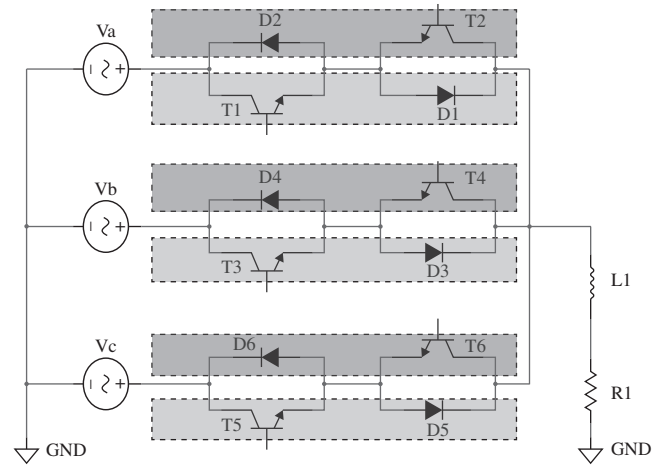 D2
T2
Va
− +
T1
D1
D4
T4
Vb
− +
T3
D3
L1
D6
T6
Vc
− +
R1
T5
D5
GND
GND